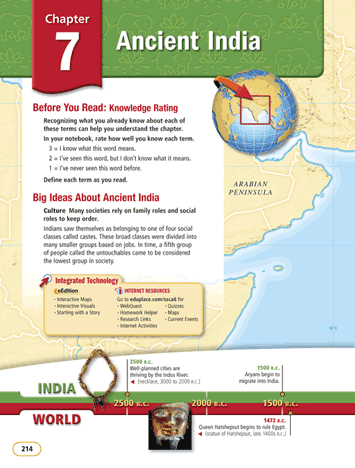 Chapter
7
Ancient India
Before You Read: Knowledge Rating
Recognizing what you already know about each of
these terms can help you understand the chapter.
In your notebook, rate how well you know each term.
3 = I know what this word means.
2 = I've seen this word, but I don't know what it means.
1 = I've never seen this word before.
Define each term as you read.
Big Ideas About Ancient India
Culture Many societies rely on family roles and social
roles to keep order.
Indians saw themselves as belonging to one of four social
classes called castes. These broad classes were divided into
many smaller groups based on jobs. In time, a fifth group
of people called the untouchables came to be considered
the lowest group in society.
ARABIAN
PENINSULA
Integrated Technology
eEdition
• Interactive Maps
• Interactive Visuals
• Starting with a Story
INTERNET RESOURCES
Go to eduplace.com/ssca6 for
• WebQuest
• Homework Helper
• Research Links
• Internet Activities
• Quizzes
• Maps
• Current Events
INDIA
2500 B.C.
Well-planned cities are
thriving by the Indus River.
◀ (necklace, 3000 to 2000 B.C.)
1500 B.C.
Aryans begin to
migrate into India.
2500 B.C.
2000 B.C.
1500 B.C.
WORLD
1472 B.C.
Queen Hatshepsut begins to rule Egypt.
◀ (statue of Hatshepsut, late 1400s B.C.)
214